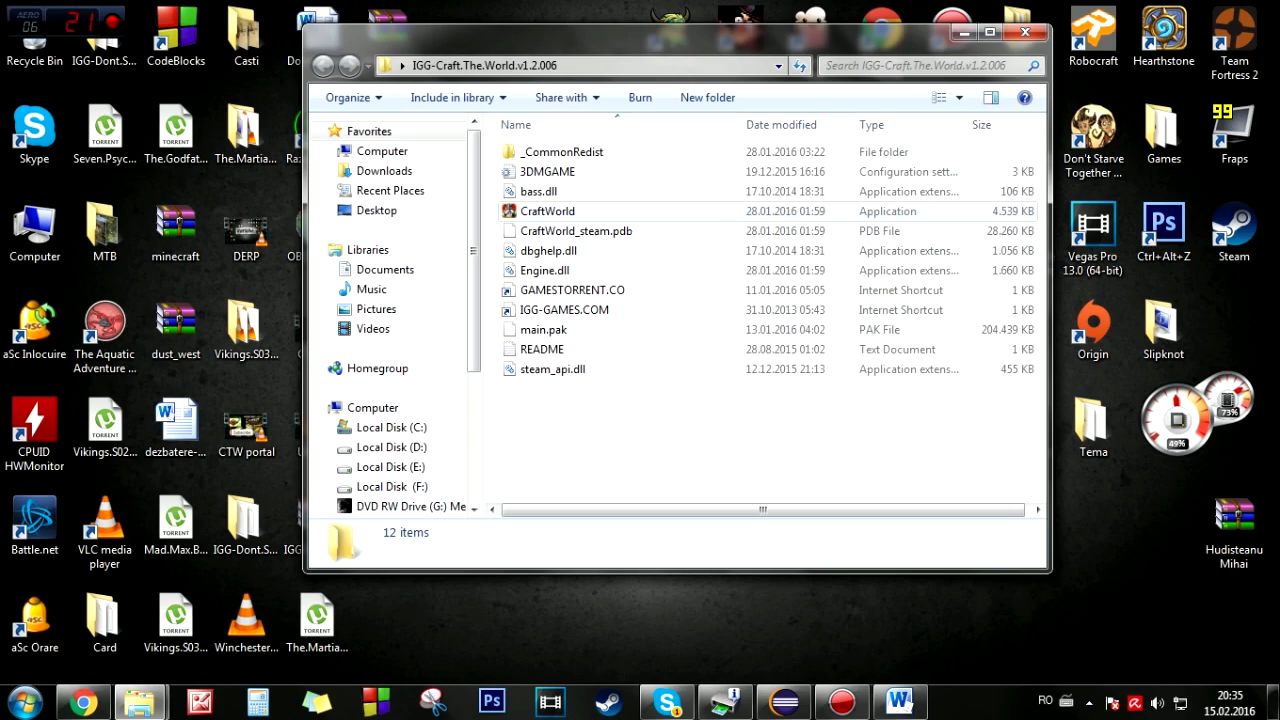 AERO
06
21
Recycle Bin
IGG-Dont.S...
CodeBlocks
Casti
Robocraft
Hearthstone
Team
Fortress 2
IGG-Craft.The.World.v1.2.006
Search IGG-Craft.The.World.v1.2.006
Organize
Include in library
Share with
Burn
New folder
Name
Date modified
Type
Size
_CommonRedist
28.01.2016 03:22
File folder
3DMGAME
19.12.2015 16:16
Configuration sett...
3 KB
bass.dll
17.10.2014 18:31
Application extens...
106 KB
CraftWorld
28.01.2016 01:59
Application
4.539 KB
CraftWorld_steam.pdb
28.01.2016 01:59
PDB File
28.260 KB
dbghelp.dll
17.10.2014 18:31
Application extens...
1.056 KB
Engine.dll
28.01.2016 01:59
Application extens...
1.660 KB
GAMESTORRENT.CO
11.01.2016 05:05
Internet Shortcut
1 KB
IGG-GAMES.COM
31.10.2013 05:43
Internet Shortcut
1 KB
main.pak
13.01.2016 04:02
PAK File
204.439 KB
README
28.08.2015 01:02
Text Document
1 KB
steam_api.dll
12.12.2015 21:13
Application extens...
455 KB
Favorites
Computer
Downloads
Recent Places
Desktop
Libraries
Documents
Music
Pictures
Videos
Homegroup
Computer
Local Disk (C:)
Local Disk (D:)
Local Disk (E:)
Local Disk (F:)
DVD RW Drive (G:) Me
12 items
Skype
TORRENT
Seven.Psyc...
TORRENT
The.Godfat...
The.Martia...
Don't Starve
Together ...
Games
99
Fraps
Computer
MTB
minecraft
DERP
Vegas Pro
13.0 (64-bit)
Ps
Ctrl+Alt+Z
Steam
aSc Inlocuire
The Aquatic
Adventure ...
dust_west
Vikings.S03...
Origin
Slipknot
CPUID
HWMonitor
TORRENT
Vikings.S02...
dezbatere-...
CTW portal
Tema
49%
73%
Battle.net
VLC media
player
TORRENT
Mad.Max.B...
IGG-Dont.S...
Hudisteanu
Mihai
aSc Orare
Card
TORRENT
Vikings.S03...
Winchester...
TORRENT
The.Martia...
Ps
RO
20:35
15.02.2016